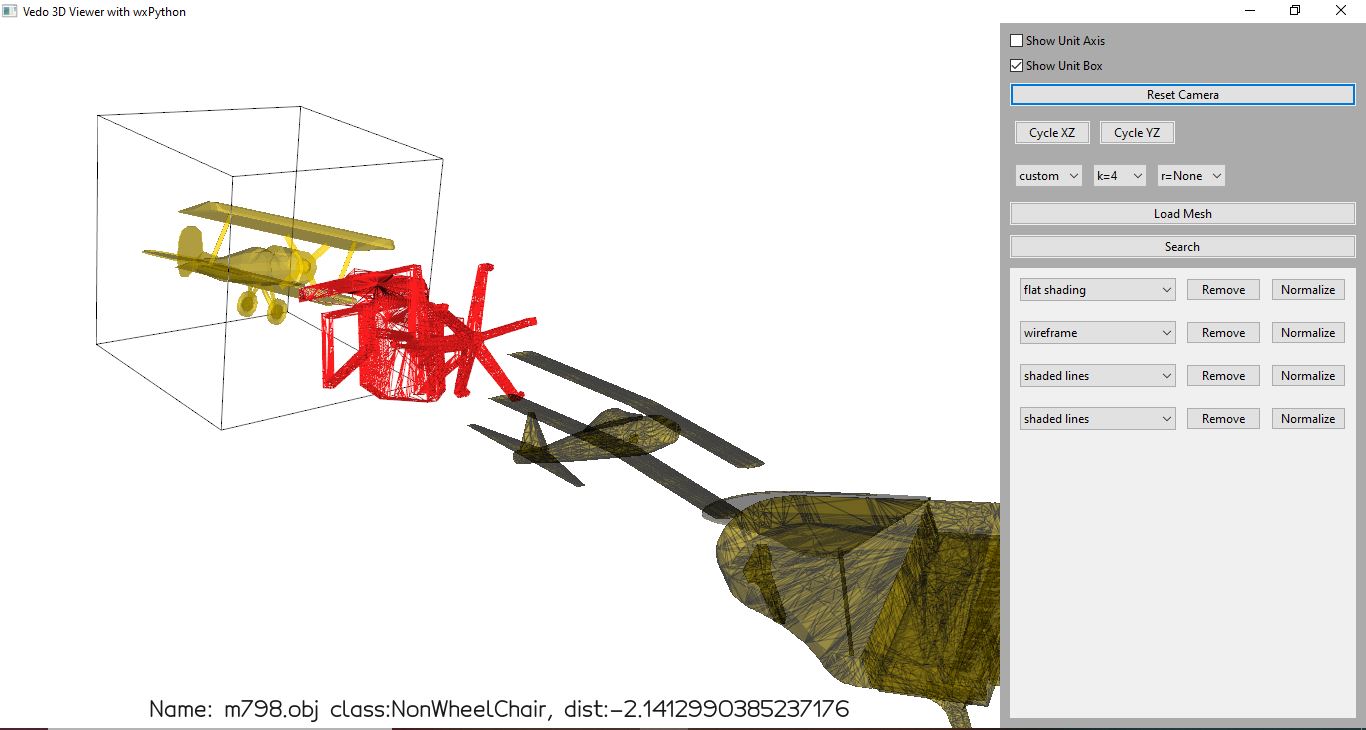 Vedo 3D Viewer with wxPython
Show Unit Axis
Show Unit Box
Reset Camera
Cycle XZ Cycle YZ
custom k=4 r=None
Load Mesh
Search
flat shading Remove Normalize
wireframe Remove Normalize
shaded lines Remove Normalize
shaded lines Remove Normalize
Name: m798.obj class:NonWheelChair, dist:-2.1412990385237176